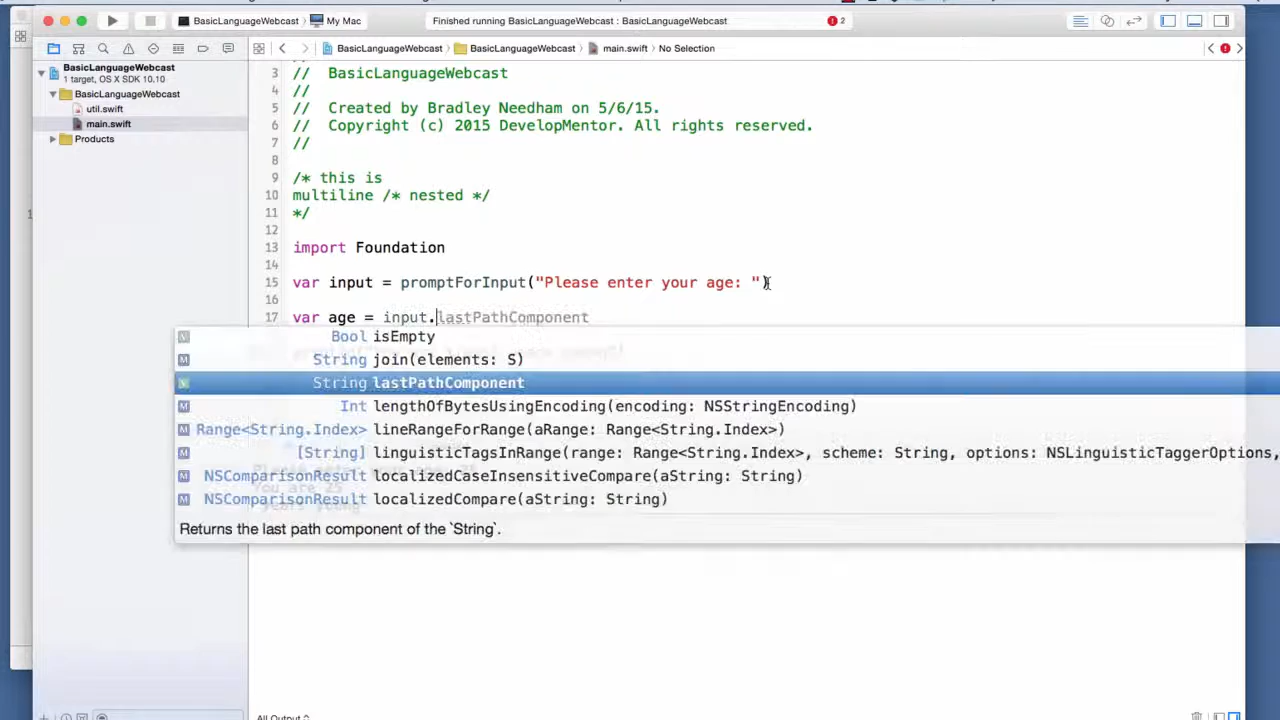 BasicLanguageWebcast My Mac Finished running BasicLanguageWebcast : BasicLanguageWebcast 2
BasicLanguageWebcast BasicLanguageWebcast main.swift No Selection
BasicLanguageWebcast
1 target, OS X SDK 10.10
BasicLanguageWebcast
util.swift
main.swift
Products
3 // BasicLanguageWebcast
4 //
5 // Created by Bradley Needham on 5/6/15.
6 // Copyright (c) 2015 DevelopMentor. All rights reserved.
7 //
8
9 /* this is
10 multiline /* nested */
11 */
12
13 import Foundation
14
15 var input = promptForInput("Please enter your age: ")
16
17 var age = input.lastPathComponent
Bool isEmpty
String join(elements: S)
String lastPathComponent
Int lengthOfBytesUsingEncoding(encoding: NSStringEncoding)
Range<String.Index> lineRangeForRange(aRange: Range<String.Index>)
[String] linguisticTagsInRange(range: Range<String.Index>, scheme: String, options: NSLinguisticTaggerOptions,
NSComparisonResult localizedCaseInsensitiveCompare(aString: String)
NSComparisonResult localizedCompare(aString: String)
You are 25
years young
Returns the last path component of the `String`.
All Output